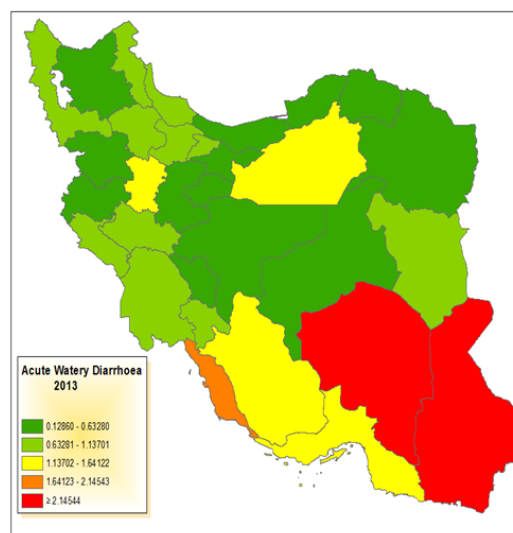 Acute Watery Diarrhoea
2013
0.12860 - 0.63280
0.63281 - 1.13701
1.13702 - 1.64122
1.64123 - 2.14543
≥ 2.14544